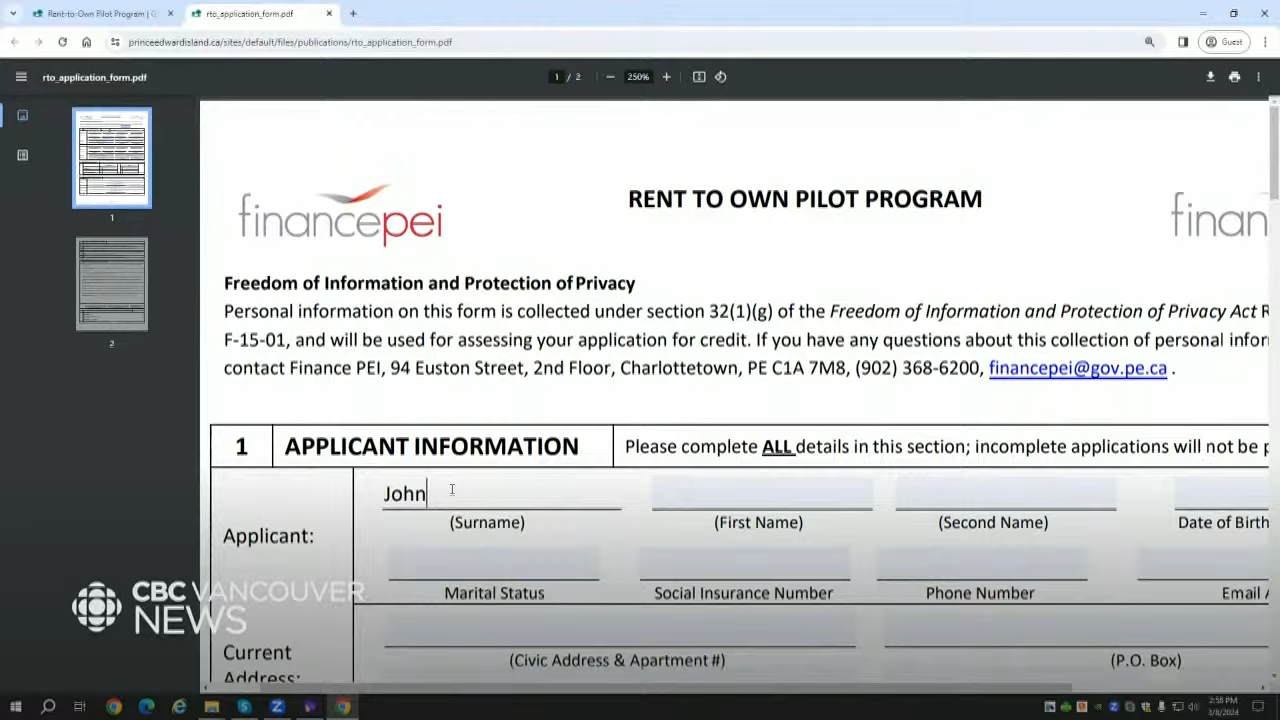 Rent-to-Own Pilot Program | G
rto_application_form.pdf
princeedwardisland.ca/sites/default/files/publications/rto_application_form.pdf
Guest
rto_application_form.pdf
1 / 2
250%
1
2
financepei
RENT TO OWN PILOT PROGRAM
finan
Freedom of Information and Protection of Privacy
Personal information on this form is collected under section 32(1)(g) of the Freedom of Information and Protection of Privacy Act R
F-15-01, and will be used for assessing your application for credit. If you have any questions about this collection of personal infor
contact Finance PEI, 94 Euston Street, 2nd Floor, Charlottetown, PE C1A 7M8, (902) 368-6200, financepei@gov.pe.ca .
1 APPLICANT INFORMATION Please complete ALL details in this section; incomplete applications will not be p
John
(Surname) (First Name) (Second Name) Date of Birth
Applicant:
Marital Status Social Insurance Number Phone Number Email A
CBC VANCOUVER
NEWS
Current
Address:
(Civic Address & Apartment #) (P.O. Box)
2:58 PM
3/8/2024